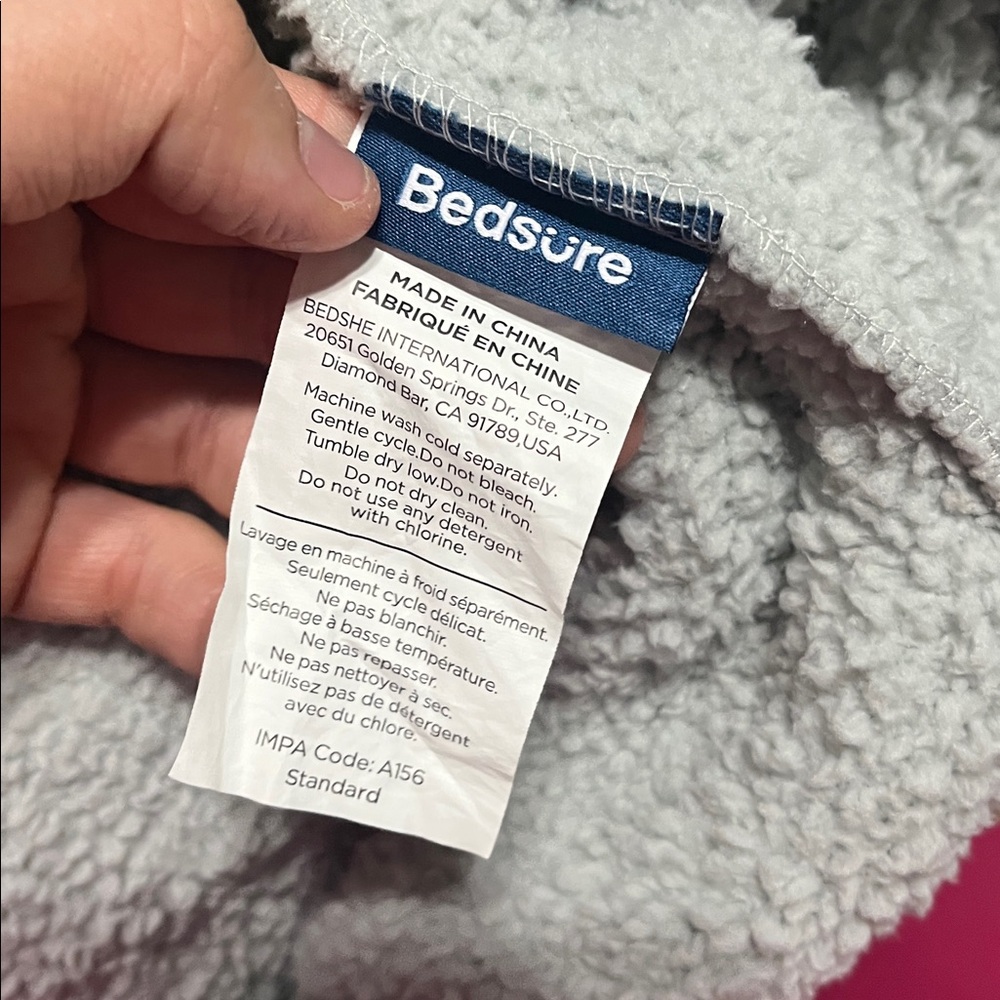 Bedsüre
MADE IN CHINA
FABRIQUÉ EN CHINE
BEDSHE INTERNATIONAL CO.,LTD.
20651 Golden Springs Dr., Ste. 277
Diamond Bar, CA 91789,USA
Machine wash cold separately.
Gentle cycle.Do not bleach.
Tumble dry low.Do not iron.
Do not dry clean.
Do not use any detergent
with chlorine.
Lavage en machine à froid séparément.
Seulement cycle délicat.
Ne pas blanchir.
Séchage à basse température.
Ne pas repasser.
Ne pas nettoyer à sec.
N'utilisez pas de détergent
avec du chlore.
IMPA Code: A156
Standard